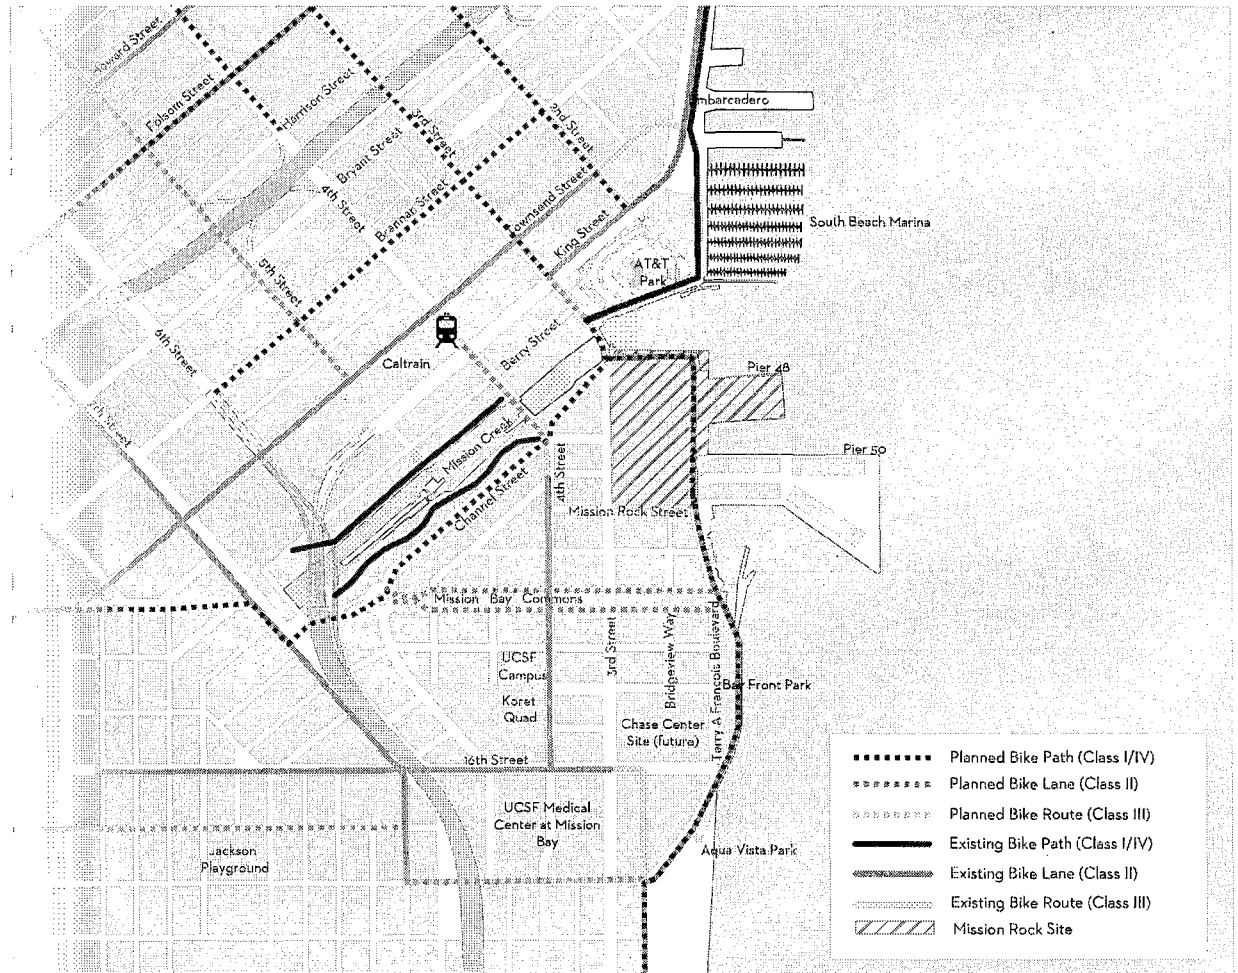 Howard Street
Folsom Street
Harrison Street
3rd Street
2nd Street
Embarcadero
Bryant Street
4th Street
Brannan Street
Townsend Street
King Street
South Beach Marina
AT&T
Park
5th Street
6th Street
Caltrain
Berry Street
Pier 48
7th Street
Mission Creek
Channel Street
4th Street
Pier 50
Mission Rock Street
Mission Bay Commons
3rd Street
Bridgeview Way
Terry A Francois Boulevard
UCSF
Campus
Koret
Quad
Bay Front Park
Chase Center
Site (future)
16th Street
UCSF Medical
Center at Mission
Bay
Jackson
Playground
Aqua Vista Park
Planned Bike Path (Class I/IV)
Planned Bike Lane (Class II)
Planned Bike Route (Class III)
Existing Bike Path (Class I/IV)
Existing Bike Lane (Class II)
Existing Bike Route (Class III)
Mission Rock Site